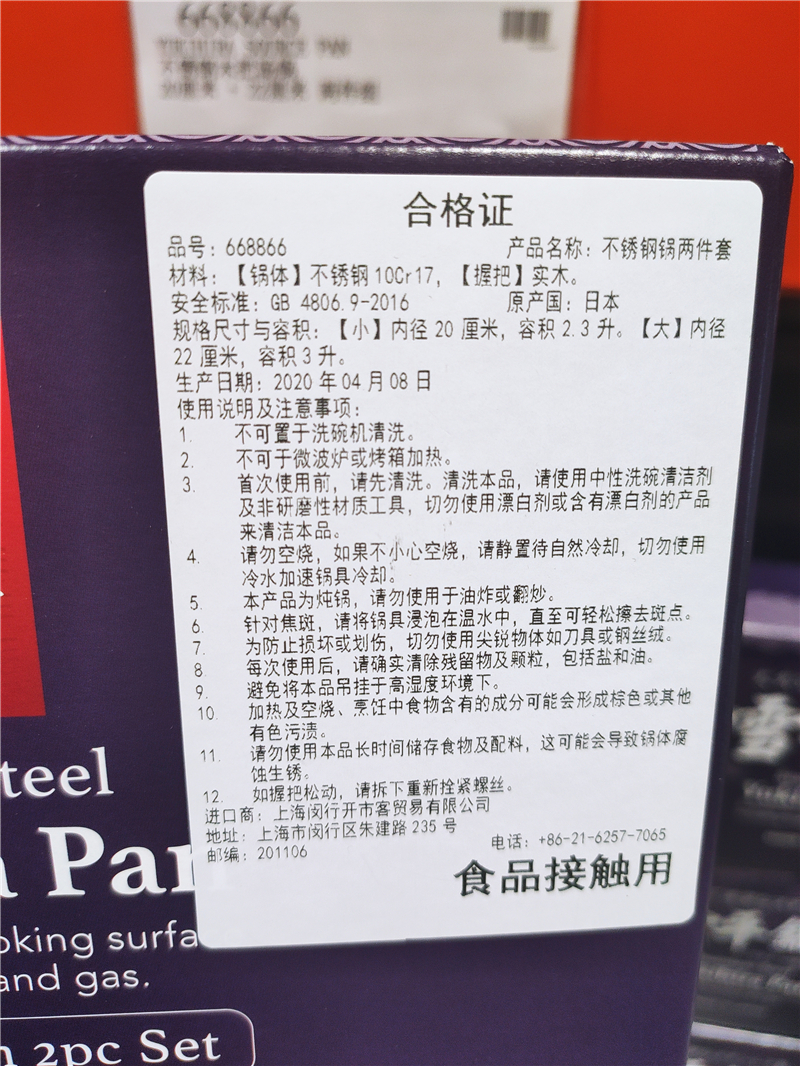 668866
合格证
品号：668866 产品名称：不锈钢锅两件套
材料：【锅体】不锈钢10Cr17，【握把】实木。
安全标准：GB 4806.9-2016 原产国：日本
规格尺寸与容积：【小】内径 20 厘米，容积 2.3 升。【大】内径
22 厘米，容积 3 升。
生产日期：2020 年 04 月 08 日
使用说明及注意事项：
1. 不可置于洗碗机清洗。
2. 不可于微波炉或烤箱加热。
3. 首次使用前，请先清洗。清洗本品，请使用中性洗碗清洁剂
及非研磨性材质工具，切勿使用漂白剂或含有漂白剂的产品
来清洁本品。
4. 请勿空烧，如果不小心空烧，请静置待自然冷却，切勿使用
冷水加速锅具冷却。
5. 本产品为炖锅，请勿使用于油炸或翻炒。
6. 针对焦斑，请将锅具浸泡在温水中，直至可轻松擦去斑点。
7. 为防止损坏或划伤，切勿使用尖锐物体如刀具或钢丝绒。
8. 每次使用后，请确实清除残留物及颗粒，包括盐和油。
9. 避免将本品吊挂于高湿度环境下。
10. 加热及空烧、烹饪中食物含有的成分可能会形成棕色或其他
有色污渍。
11. 请勿使用本品长时间储存食物及配料，这可能会导致锅体腐
蚀生锈。
12. 如握把松动，请拆下重新拴紧螺丝。
进口商：上海闵行开市客贸易有限公司
地址：上海市闵行区朱建路 235 号
邮编：201106 电话：+86-21-6257-7065
食品接触用
teel
Pan
oking surfa
and gas.
2pc Set